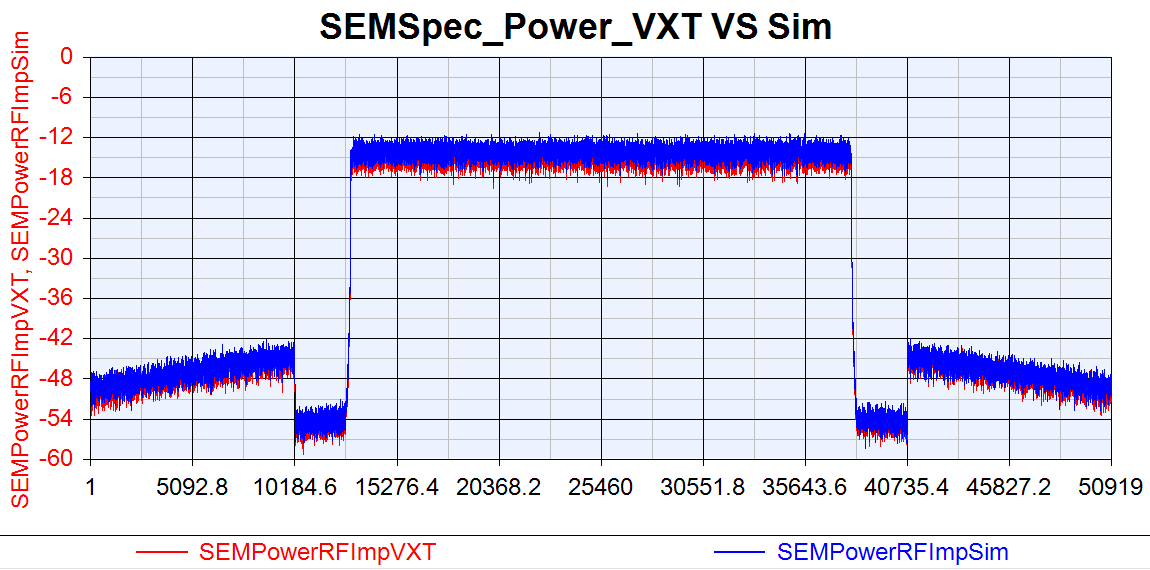 SEMSpec_Power_VXT VS Sim
SEMPowerRFImpVXT, SEMPowerRFImpSim
0
-6
-12
-18
-24
-30
-36
-42
-48
-54
-60
1 5092.8 10184.6 15276.4 20368.2 25460 30551.8 35643.6 40735.4 45827.2 50919
SEMPowerRFImpVXT SEMPowerRFImpSim